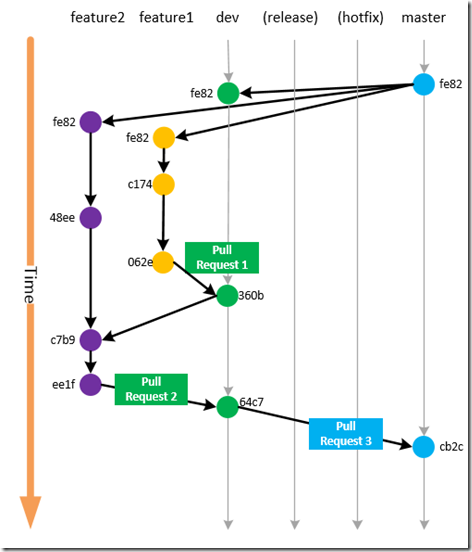 feature2 feature1 dev (release) (hotfix) master
fe82
fe82
fe82
fe82
c174
48ee
Pull
Request 1
062e
360b
Time
c7b9
ee1f
Pull
Request 2
64c7
Pull
Request 3
cb2c